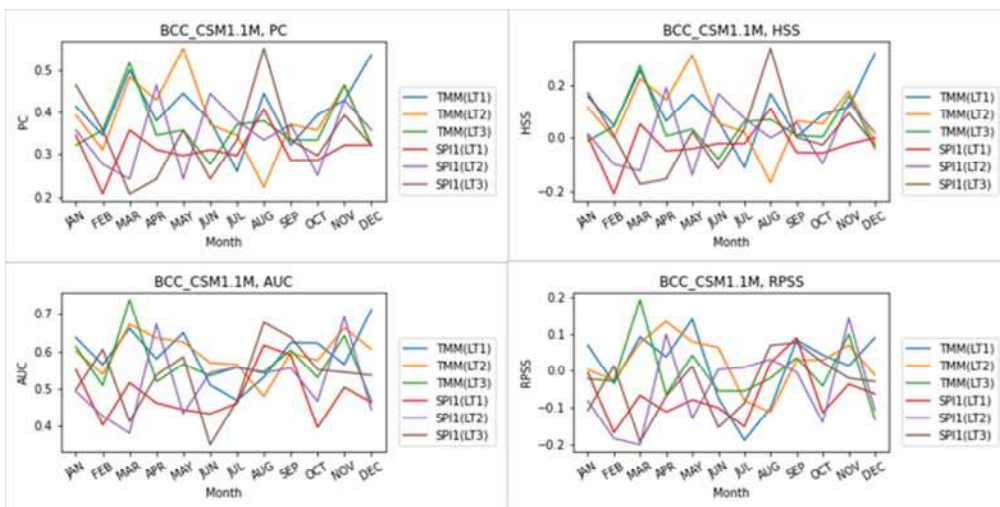 BCC_CSM1.1M, PC
0.5
0.4
0.3
0.2
PC
JAN FEB MAR APR MAY JUN JUL AUG SEP OCT NOV DEC
Month
TMM(LT1)
TMM(LT2)
TMM(LT3)
SPI1(LT1)
SPI1(LT2)
SPI1(LT3)
BCC_CSM1.1M, HSS
0.2
0.0
−0.2
HSS
JAN FEB MAR APR MAY JUN JUL AUG SEP OCT NOV DEC
Month
TMM(LT1)
TMM(LT2)
TMM(LT3)
SPI1(LT1)
SPI1(LT2)
SPI1(LT3)
BCC_CSM1.1M, AUC
0.7
0.6
0.5
0.4
AUC
JAN FEB MAR APR MAY JUN JUL AUG SEP OCT NOV DEC
Month
TMM(LT1)
TMM(LT2)
TMM(LT3)
SPI1(LT1)
SPI1(LT2)
SPI1(LT3)
BCC_CSM1.1M, RPSS
0.2
0.1
0.0
−0.1
−0.2
RPSS
JAN FEB MAR APR MAY JUN JUL AUG SEP OCT NOV DEC
Month
TMM(LT1)
TMM(LT2)
TMM(LT3)
SPI1(LT1)
SPI1(LT2)
SPI1(LT3)